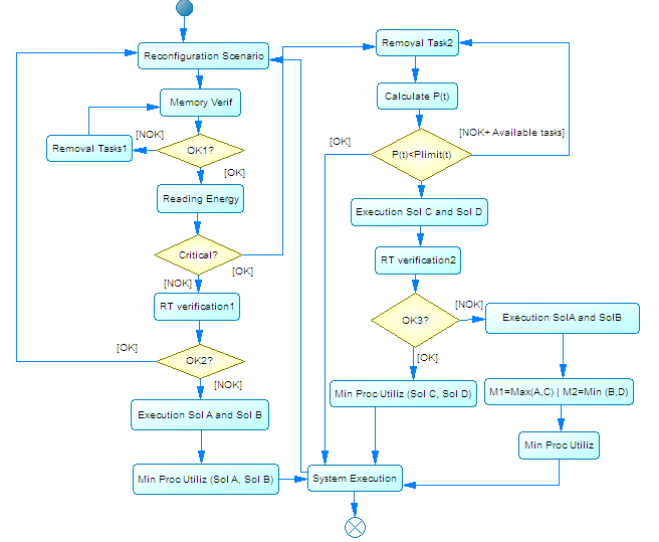 Reconfiguration Scenario
Memory Verif
[NOK]
Removal Tasks1
OK1?
[OK]
Reading Energy
Critical?
[OK]
[NOK]
RT verification1
[OK]
OK2?
[NOK]
Execution Sol A and Sol B
Min Proc Utiliz (Sol A, Sol B)
Removal Task2
Calculate P(t)
[OK]
[NOK+ Available tasks]
P(t)<Plimit(t)
Execution Sol C and Sol D
RT verification2
[NOK]
OK3?
Execution SolA and SolB
[OK]
Min Proc Utiliz (Sol C, Sol D)
M1=Max(A,C) | M2=Min (B,D)
Min Proc Utiliz
System Execution